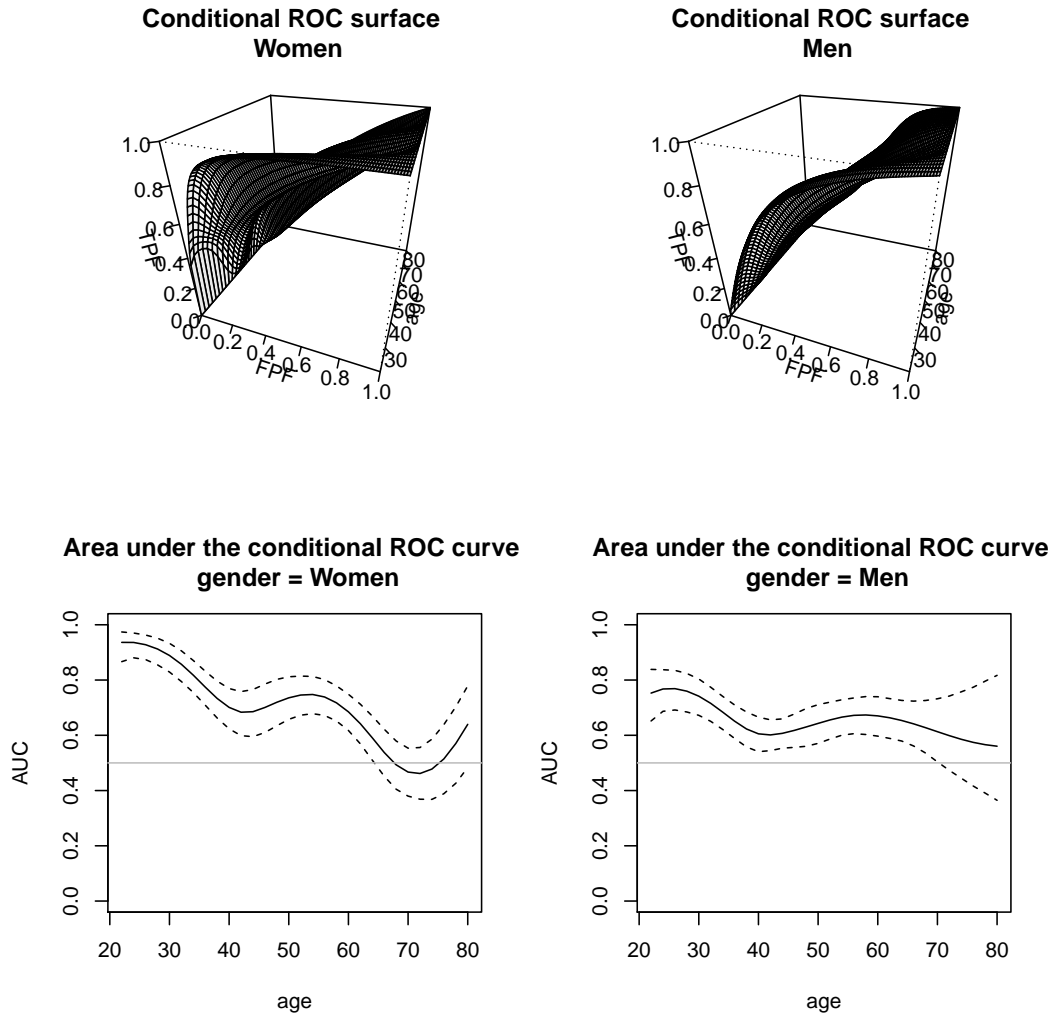 Conditional ROC surface
Women
1.0
0.8
0.6
0.4
0.2
0.0
TPF
0.0
0.2
0.4
0.6
0.8
1.0
FPF
30
40
50
60
70
80
age
Conditional ROC surface
Men
1.0
0.8
0.6
0.4
0.2
0.0
TPF
0.0
0.2
0.4
0.6
0.8
1.0
FPF
30
40
50
60
70
80
age
Area under the conditional ROC curve
gender = Women
1.0
0.8
0.6
0.4
0.2
0.0
AUC
20 30 40 50 60 70 80
age
Area under the conditional ROC curve
gender = Men
1.0
0.8
0.6
0.4
0.2
0.0
AUC
20 30 40 50 60 70 80
age